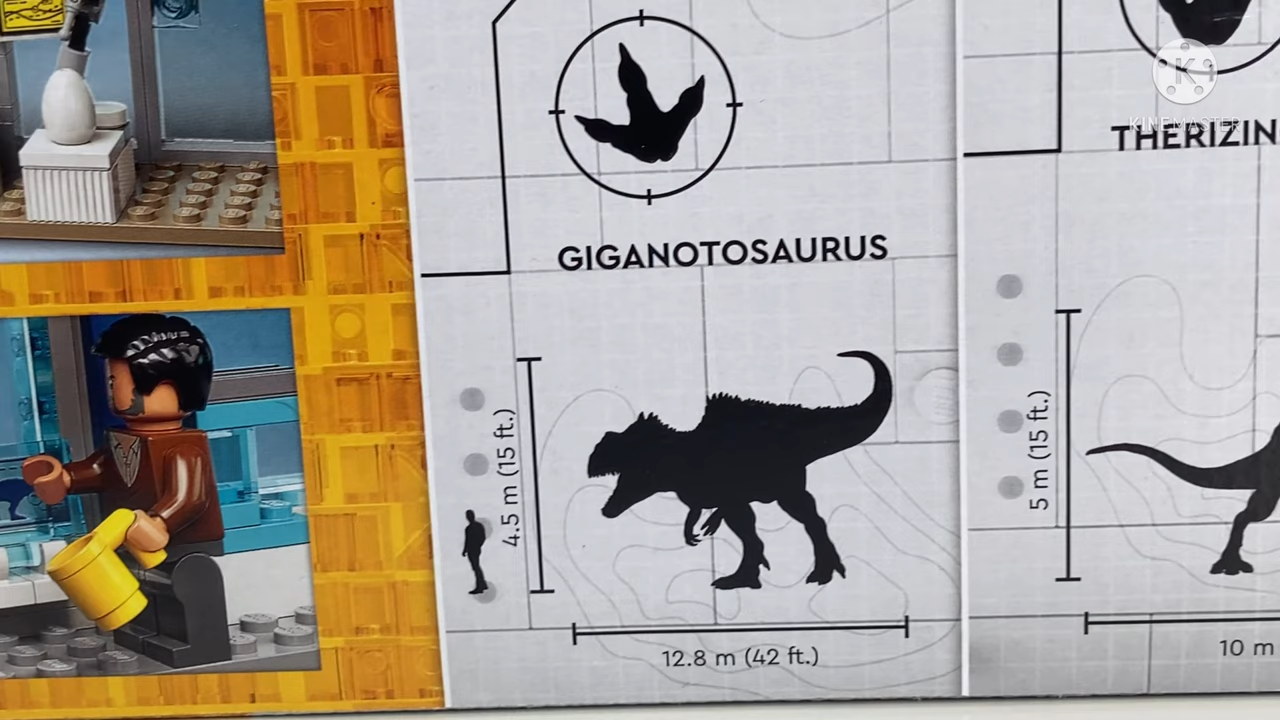 GIGANOTOSAURUS
4.5 m (15 ft.)
12.8 m (42 ft.)
KINEMASTER
THERIZIN
5 m (15 ft.)
10 m